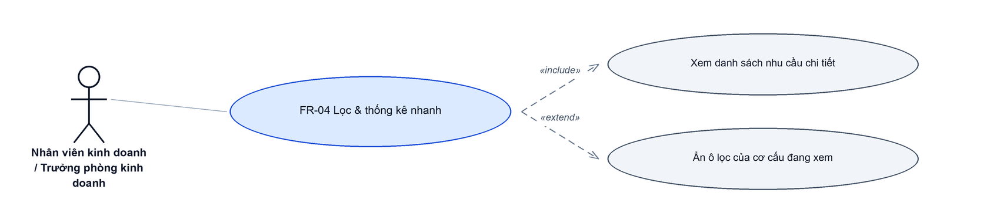 Nhân viên kinh doanh
/ Trưởng phòng kinh
doanh
FR-04 Lọc & thống kê nhanh
«include»
«extend»
Xem danh sách nhu cầu chi tiết
Ẩn ô lọc của cơ cấu đang xem